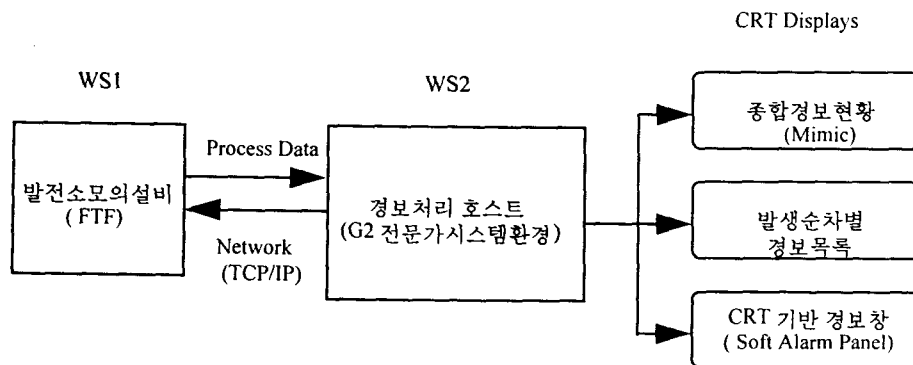 CRT Displays
WS1
WS2
종합경보현황
(Mimic)
Process Data
발전소모의설비
( FTF)
경보처리 호스트
(G2 전문가시스템환경)
발생순차별
경보목록
Network
(TCP/IP)
CRT 기반 경보창
( Soft Alarm Panel)